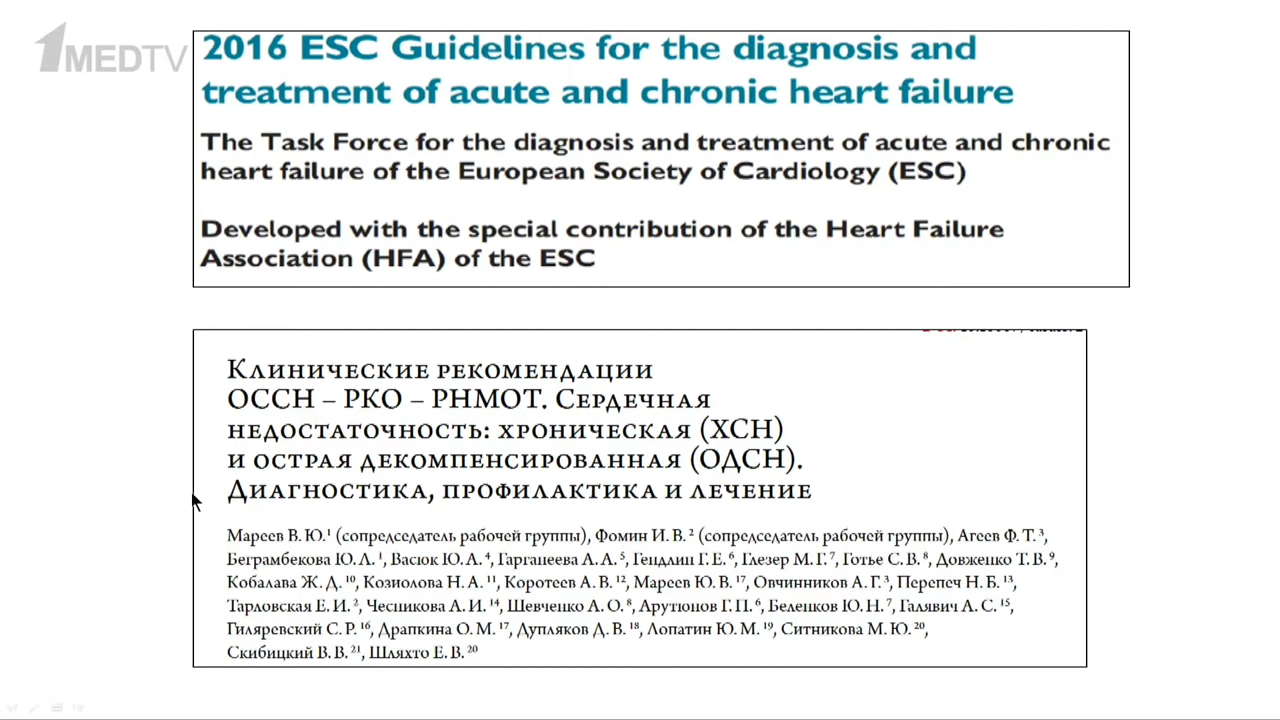 1MEDTV
2016 ESC Guidelines for the diagnosis and
treatment of acute and chronic heart failure
The Task Force for the diagnosis and treatment of acute and chronic
heart failure of the European Society of Cardiology (ESC)
Developed with the special contribution of the Heart Failure
Association (HFA) of the ESC
Клинические рекомендации
ОССН – РКО – РНМОТ. Сердечная
недостаточность: хроническая (ХСН)
и острая декомпенсированная (ОДСН).
Диагностика, профилактика и лечение
Мареев В. Ю.¹ (сопредседатель рабочей группы), Фомин И. В.² (сопредседатель рабочей группы), Агеев Ф. Т.³,
Беграмбекова Ю. Л.¹, Васюк Ю. А.⁴, Гарганеева А. А.⁵, Гендлин Г. Е.⁶, Глезер М. Г.⁷, Готье С. В.⁸, Довженко Т. В.⁹,
Кобалава Ж. Д.¹⁰, Козиолова Н. А.¹¹, Коротеев А. В.¹², Мареев Ю. В.¹⁷, Овчинников А. Г.³, Перепеч Н. Б.¹³,
Тарловская Е. И.², Чесникова А. И.¹⁴, Шевченко А. О.⁸, Арутюнов Г. П.⁶, Беленков Ю. Н.⁷, Галявич А. С.¹⁵,
Гиляревский С. Р.¹⁶, Драпкина О. М.¹⁷, Дупляков Д. В.¹⁸, Лопатин Ю. М.¹⁹, Ситникова М. Ю.²⁰,
Скибицкий В. В.²¹, Шляхто Е. В.²⁰